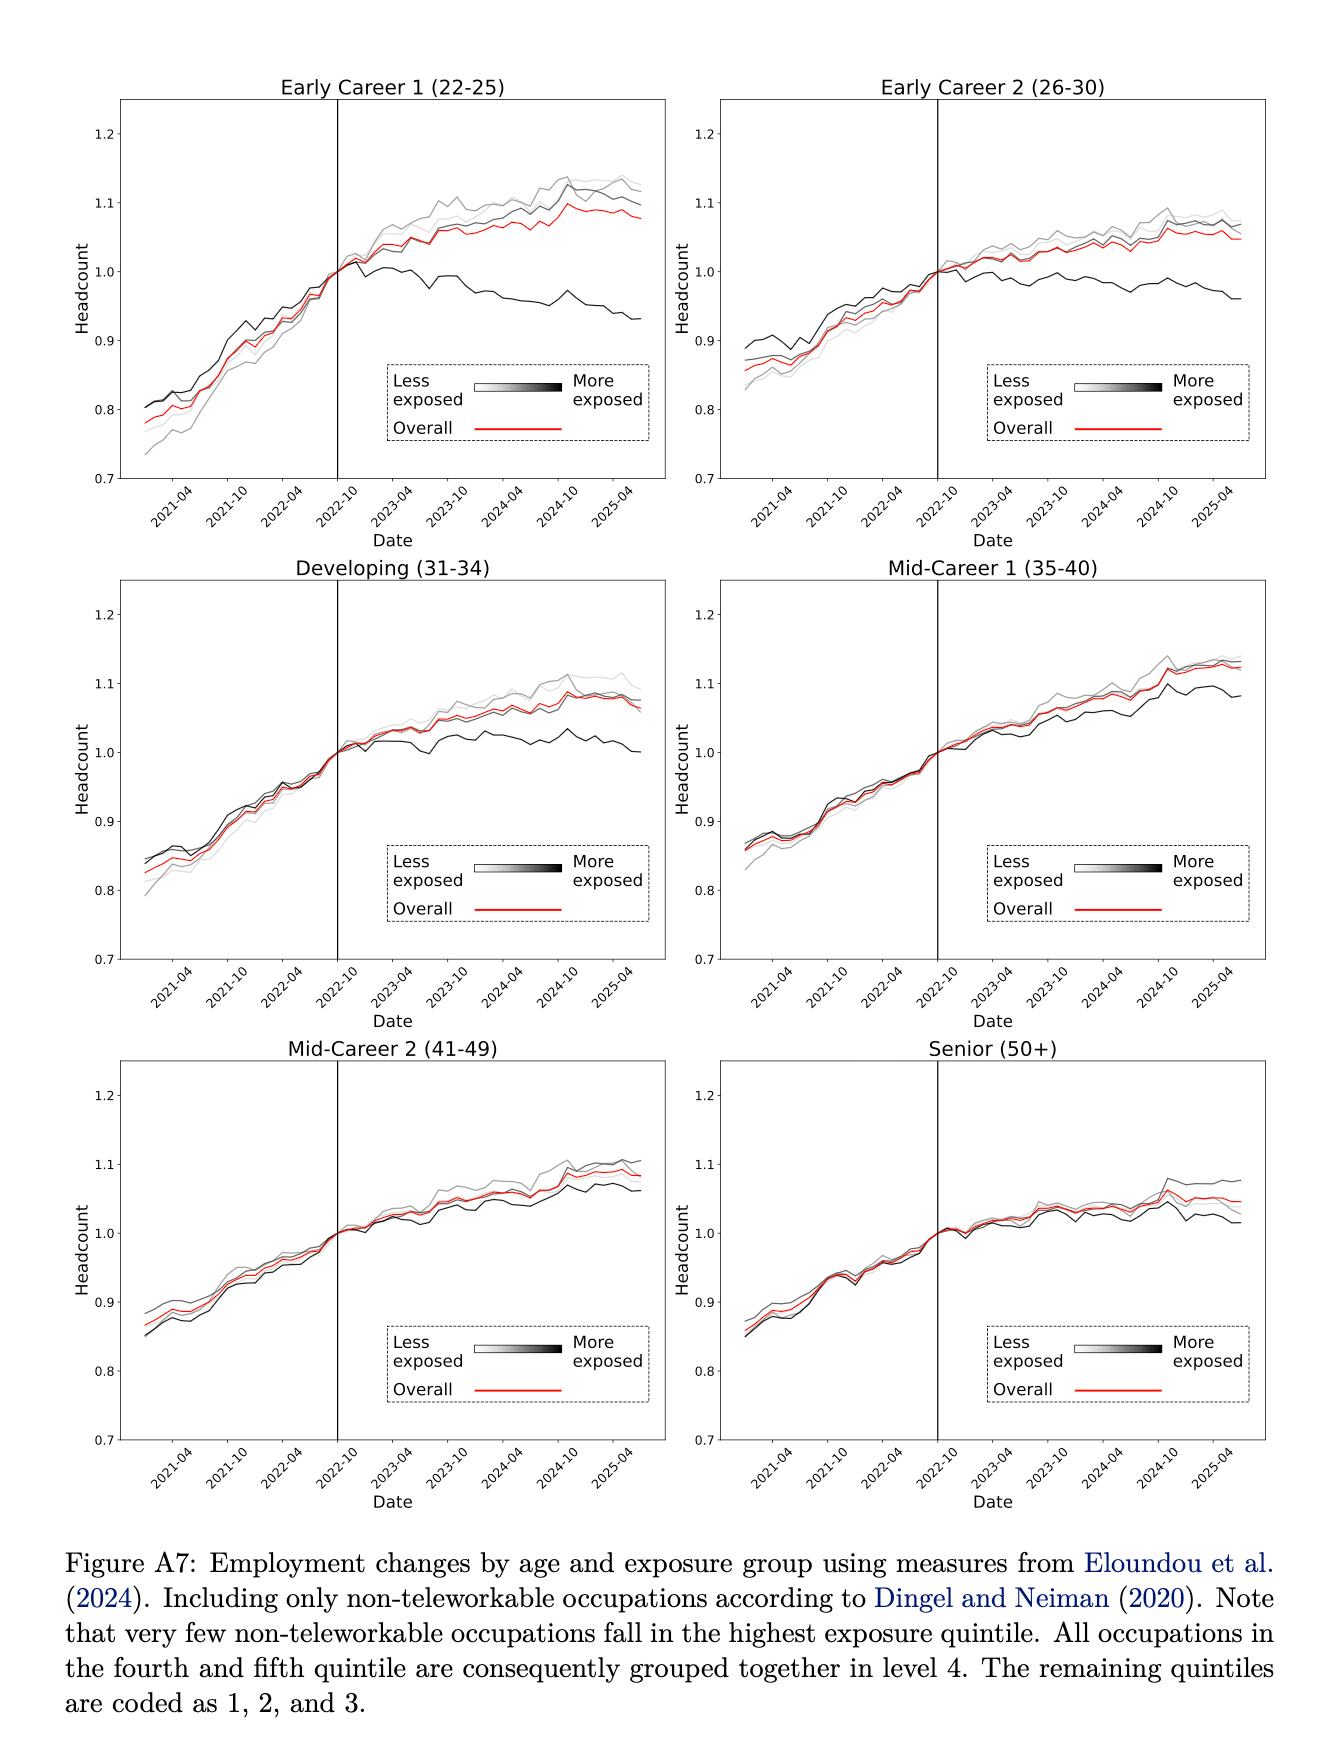 Early Career 1 (22-25)
Headcount
1.2
1.1
1.0
0.9
0.8
0.7
Less exposed
More exposed
Overall
2021-04
2021-10
2022-04
2022-10
2023-04
2023-10
2024-04
2024-10
2025-04
Date
Early Career 2 (26-30)
Headcount
1.2
1.1
1.0
0.9
0.8
0.7
Less exposed
More exposed
Overall
2021-04
2021-10
2022-04
2022-10
2023-04
2023-10
2024-04
2024-10
2025-04
Date
Developing (31-34)
Headcount
1.2
1.1
1.0
0.9
0.8
0.7
Less exposed
More exposed
Overall
2021-04
2021-10
2022-04
2022-10
2023-04
2023-10
2024-04
2024-10
2025-04
Date
Mid-Career 1 (35-40)
Headcount
1.2
1.1
1.0
0.9
0.8
0.7
Less exposed
More exposed
Overall
2021-04
2021-10
2022-04
2022-10
2023-04
2023-10
2024-04
2024-10
2025-04
Date
Mid-Career 2 (41-49)
Headcount
1.2
1.1
1.0
0.9
0.8
0.7
Less exposed
More exposed
Overall
2021-04
2021-10
2022-04
2022-10
2023-04
2023-10
2024-04
2024-10
2025-04
Date
Senior (50+)
Headcount
1.2
1.1
1.0
0.9
0.8
0.7
Less exposed
More exposed
Overall
2021-04
2021-10
2022-04
2022-10
2023-04
2023-10
2024-04
2024-10
2025-04
Date
Figure A7: Employment changes by age and exposure group using measures from Eloundou et al.
(2024). Including only non-teleworkable occupations according to Dingel and Neiman (2020). Note
that very few non-teleworkable occupations fall in the highest exposure quintile. All occupations in
the fourth and fifth quintile are consequently grouped together in level 4. The remaining quintiles
are coded as 1, 2, and 3.